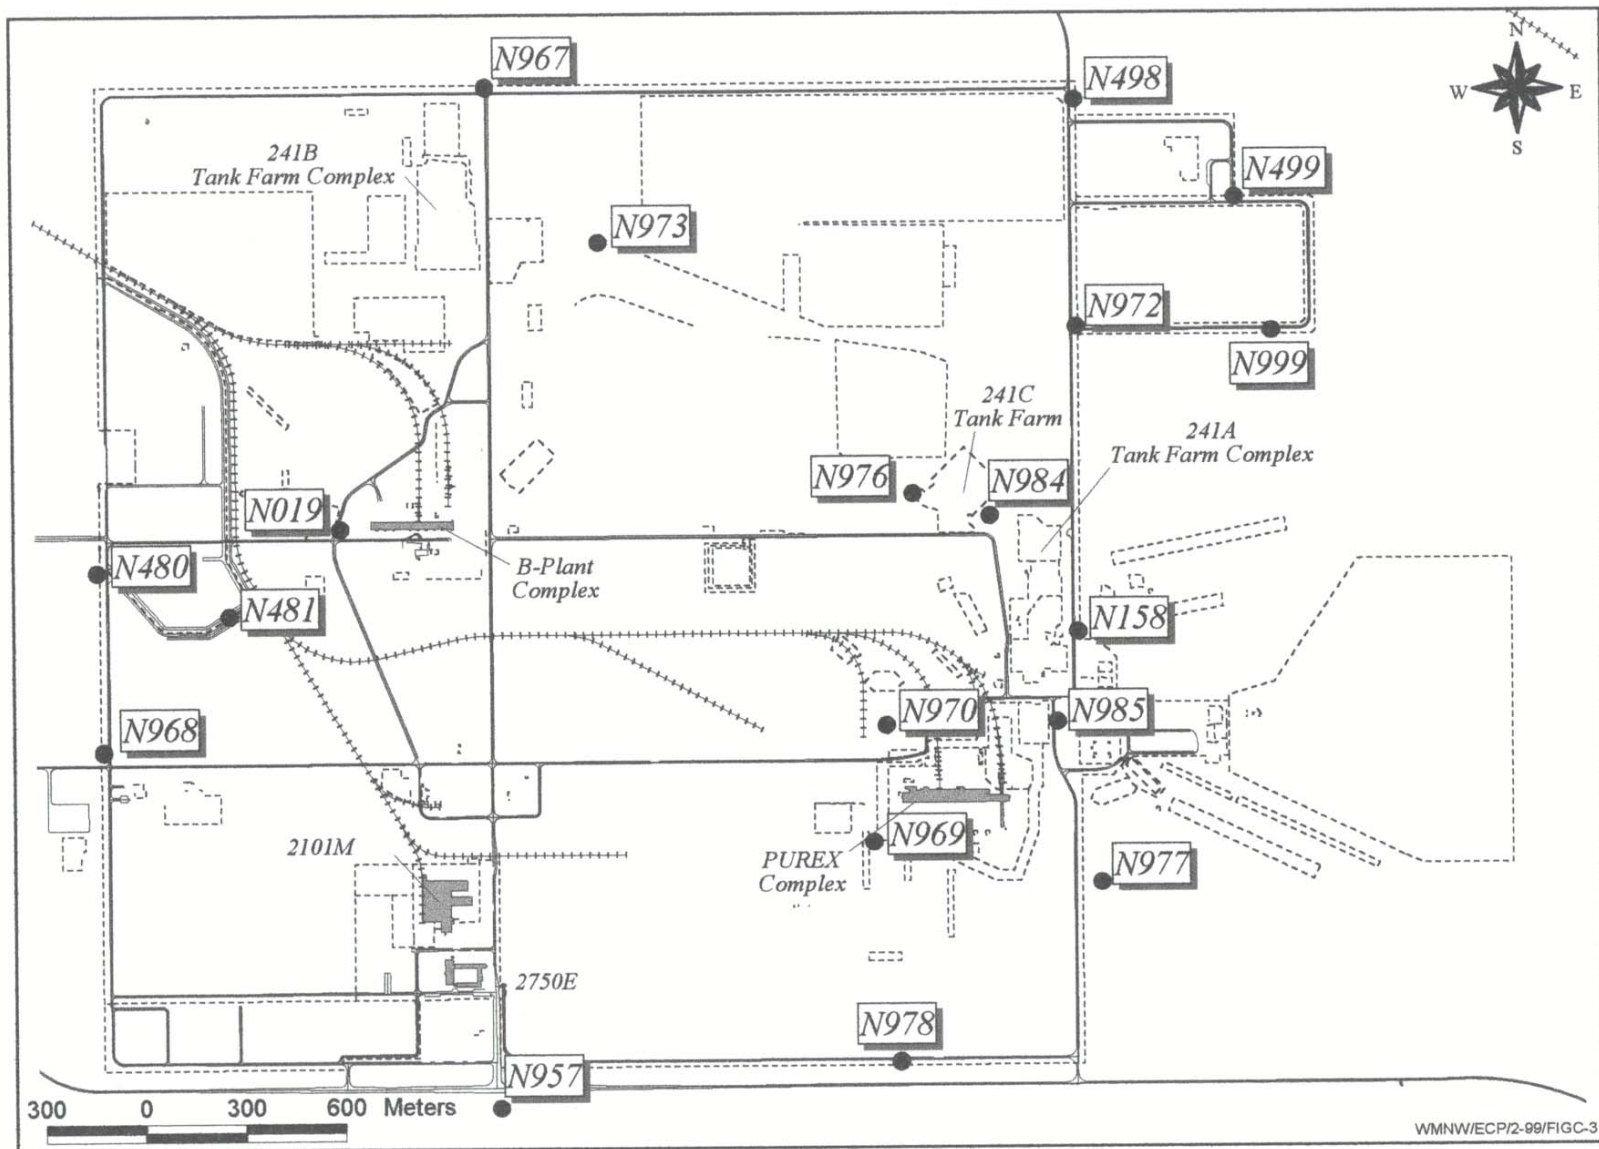 N967
N498
N
W E
S
241B
Tank Farm Complex
N499
N973
N972
N999
241C
Tank Farm
241A
Tank Farm Complex
N976
N984
N019
B-Plant
Complex
N480
N481
N158
N968
N970
N985
2101M
N969
PUREX
Complex
N977
2750E
N978
N957
300 0 300 600 Meters
WMNW/ECP/2-99/FIGC-3